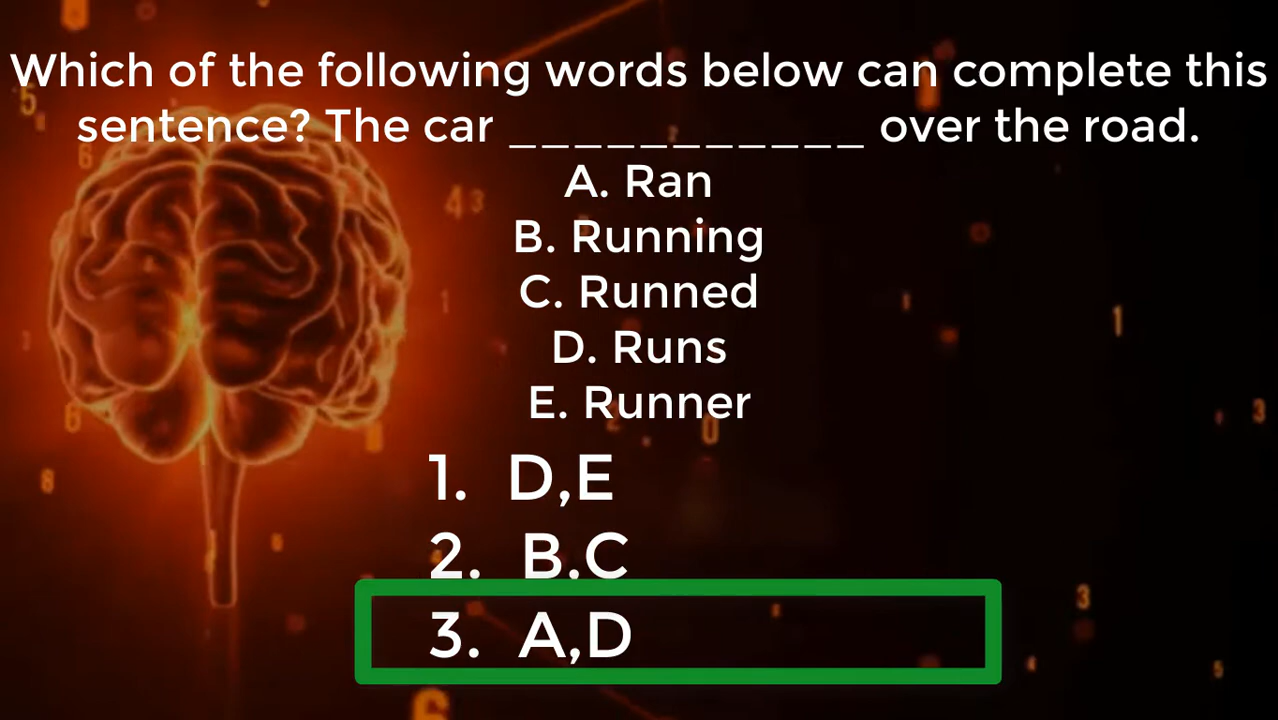 Which of the following words below can complete this
sentence? The car ___________ over the road.
A. Ran
B. Running
C. Runned
D. Runs
E. Runner
1. D,E
2. B.C
3. A,D